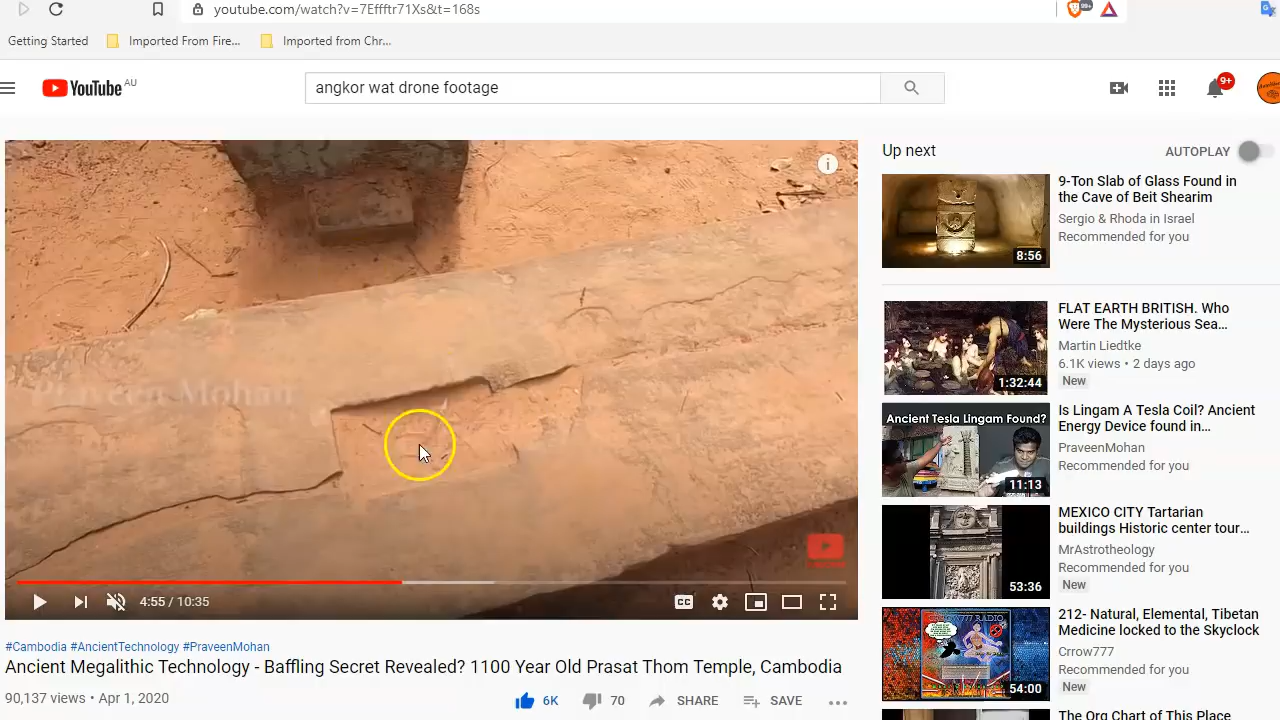 youtube.com/watch?v=7Effftr71Xs&t=168s
99+
Getting Started
Imported From Fire...
Imported from Chr...
YouTube AU
angkor wat drone footage
9+
Praveen Mohan
4:55 / 10:35
CC
#Cambodia #AncientTechnology #PraveenMohan
Ancient Megalithic Technology - Baffling Secret Revealed? 1100 Year Old Prasat Thom Temple, Cambodia
90,137 views • Apr 1, 2020
6K
70
SHARE
SAVE
Up next
AUTOPLAY
8:56
9-Ton Slab of Glass Found in
the Cave of Beit Shearim
Sergio & Rhoda in Israel
Recommended for you
1:32:44
FLAT EARTH BRITISH. Who
Were The Mysterious Sea...
Martin Liedtke
6.1K views • 2 days ago
New
Ancient Tesla Lingam Found?
11:13
Is Lingam A Tesla Coil? Ancient
Energy Device found in...
PraveenMohan
Recommended for you
53:36
MEXICO CITY Tartarian
buildings Historic center tour...
MrAstrotheology
New
54:00
212- Natural, Elemental, Tibetan
Medicine locked to the Skyclock
Crrow777
Recommended for you
New
The Org Chart of This Place